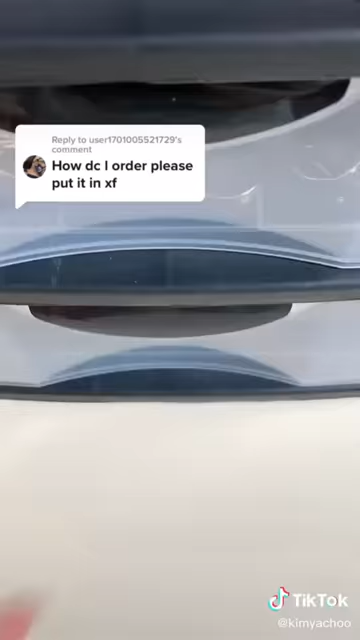 Reply to user1701005521729's
comment
How dc I order please
put it in xf
TikTok
@kimyachoo